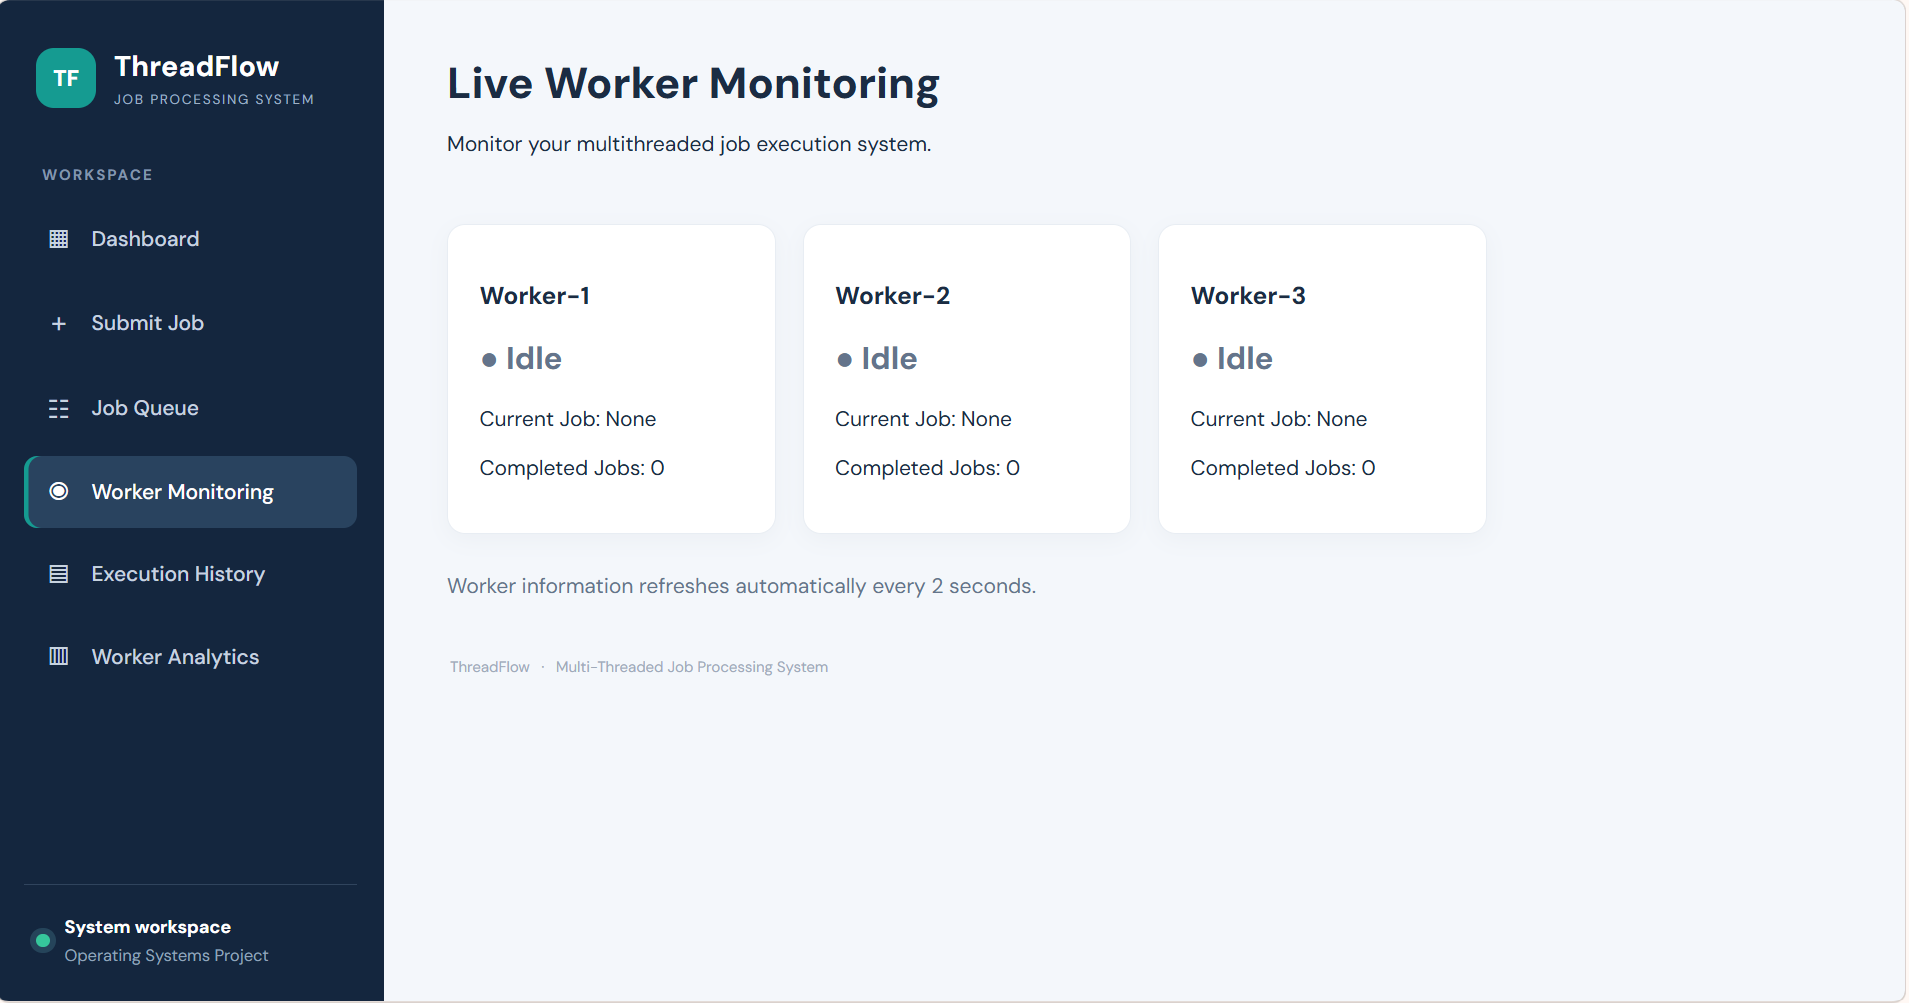 TF
ThreadFlow
JOB PROCESSING SYSTEM
WORKSPACE
Dashboard
Submit Job
Job Queue
Worker Monitoring
Execution History
Worker Analytics
System workspace
Operating Systems Project
Live Worker Monitoring
Monitor your multithreaded job execution system.
Worker-1
● Idle
Current Job: None
Completed Jobs: 0
Worker-2
● Idle
Current Job: None
Completed Jobs: 0
Worker-3
● Idle
Current Job: None
Completed Jobs: 0
Worker information refreshes automatically every 2 seconds.
ThreadFlow · Multi-Threaded Job Processing System